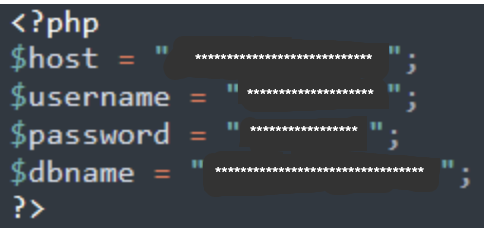 <?php
$host = " **************************** ";
$username = " ******************** ";
$password = " ***************** ";
$dbname = " ********************************* ";
?>